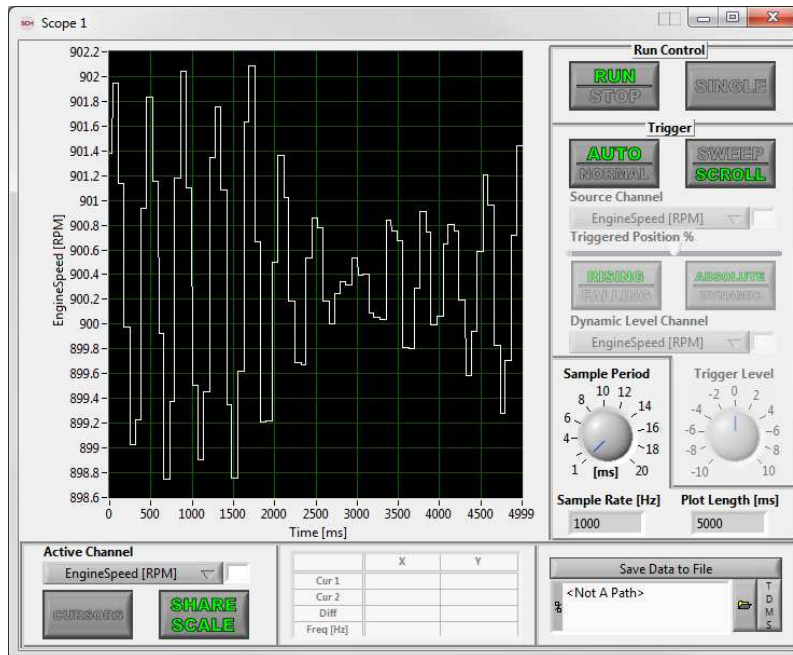 SCM Scope 1
902.2
902
901.8
901.6
901.4
901.2
901
900.8
900.6
900.4
900.2
900
899.8
899.6
899.4
899.2
899
898.8
898.6
EngineSpeed [RPM]
0 500 1000 1500 2000 2500 3000 3500 4000 4500 4999
Time [ms]
Run Control
RUN
STOP
SINGLE
Trigger
AUTO
NORMAL
SWEEP
SCROLL
Source Channel
EngineSpeed [RPM]
Triggered Position %
RISING
FALLING
ABSOLUTE
DYNAMIC
Dynamic Level Channel
EngineSpeed [RPM]
Sample Period
1 4 6 8 10 12 14 16 18 20
[ms]
Trigger Level
-10 -8 -6 -4 -2 0 2 4 6 8 10
Sample Rate [Hz]
1000
Plot Length [ms]
5000
Active Channel
EngineSpeed [RPM]
CURSORS
SHARE
SCALE
X Y
Cur 1
Cur 2
Diff
Freq [Hz]
Save Data to File
<Not A Path>
TDMS